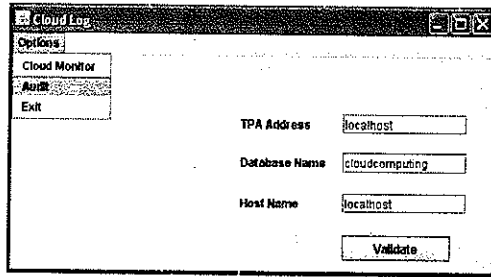 Cloud Log
Options
Cloud Monitor
Audit
Exit
TPA Address localhost
Database Name cloudcomputing
Host Name localhost
Validate